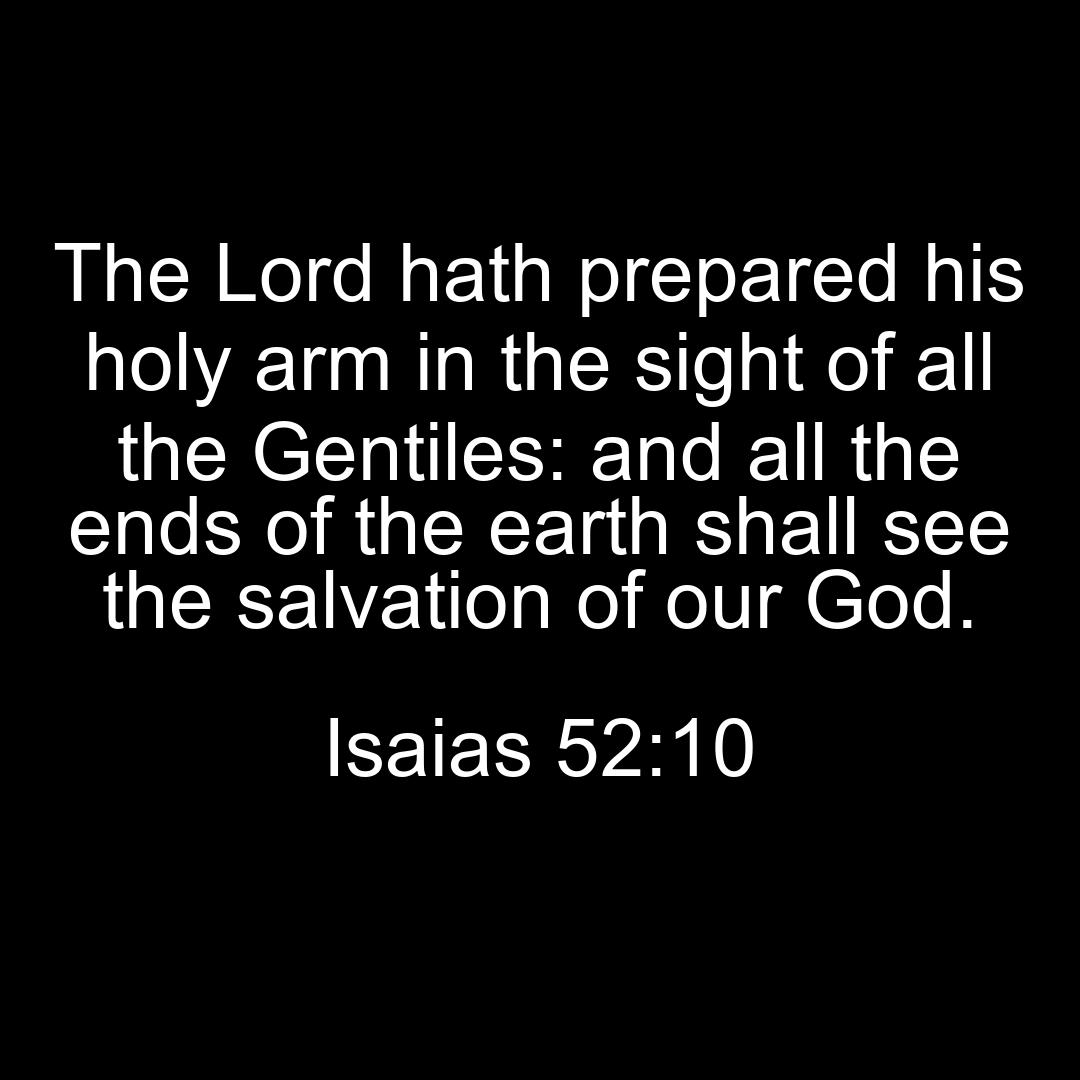 The Lord hath prepared his
holy arm in the sight of all
the Gentiles: and all the
ends of the earth shall see
the salvation of our God.
Isaias 52:10